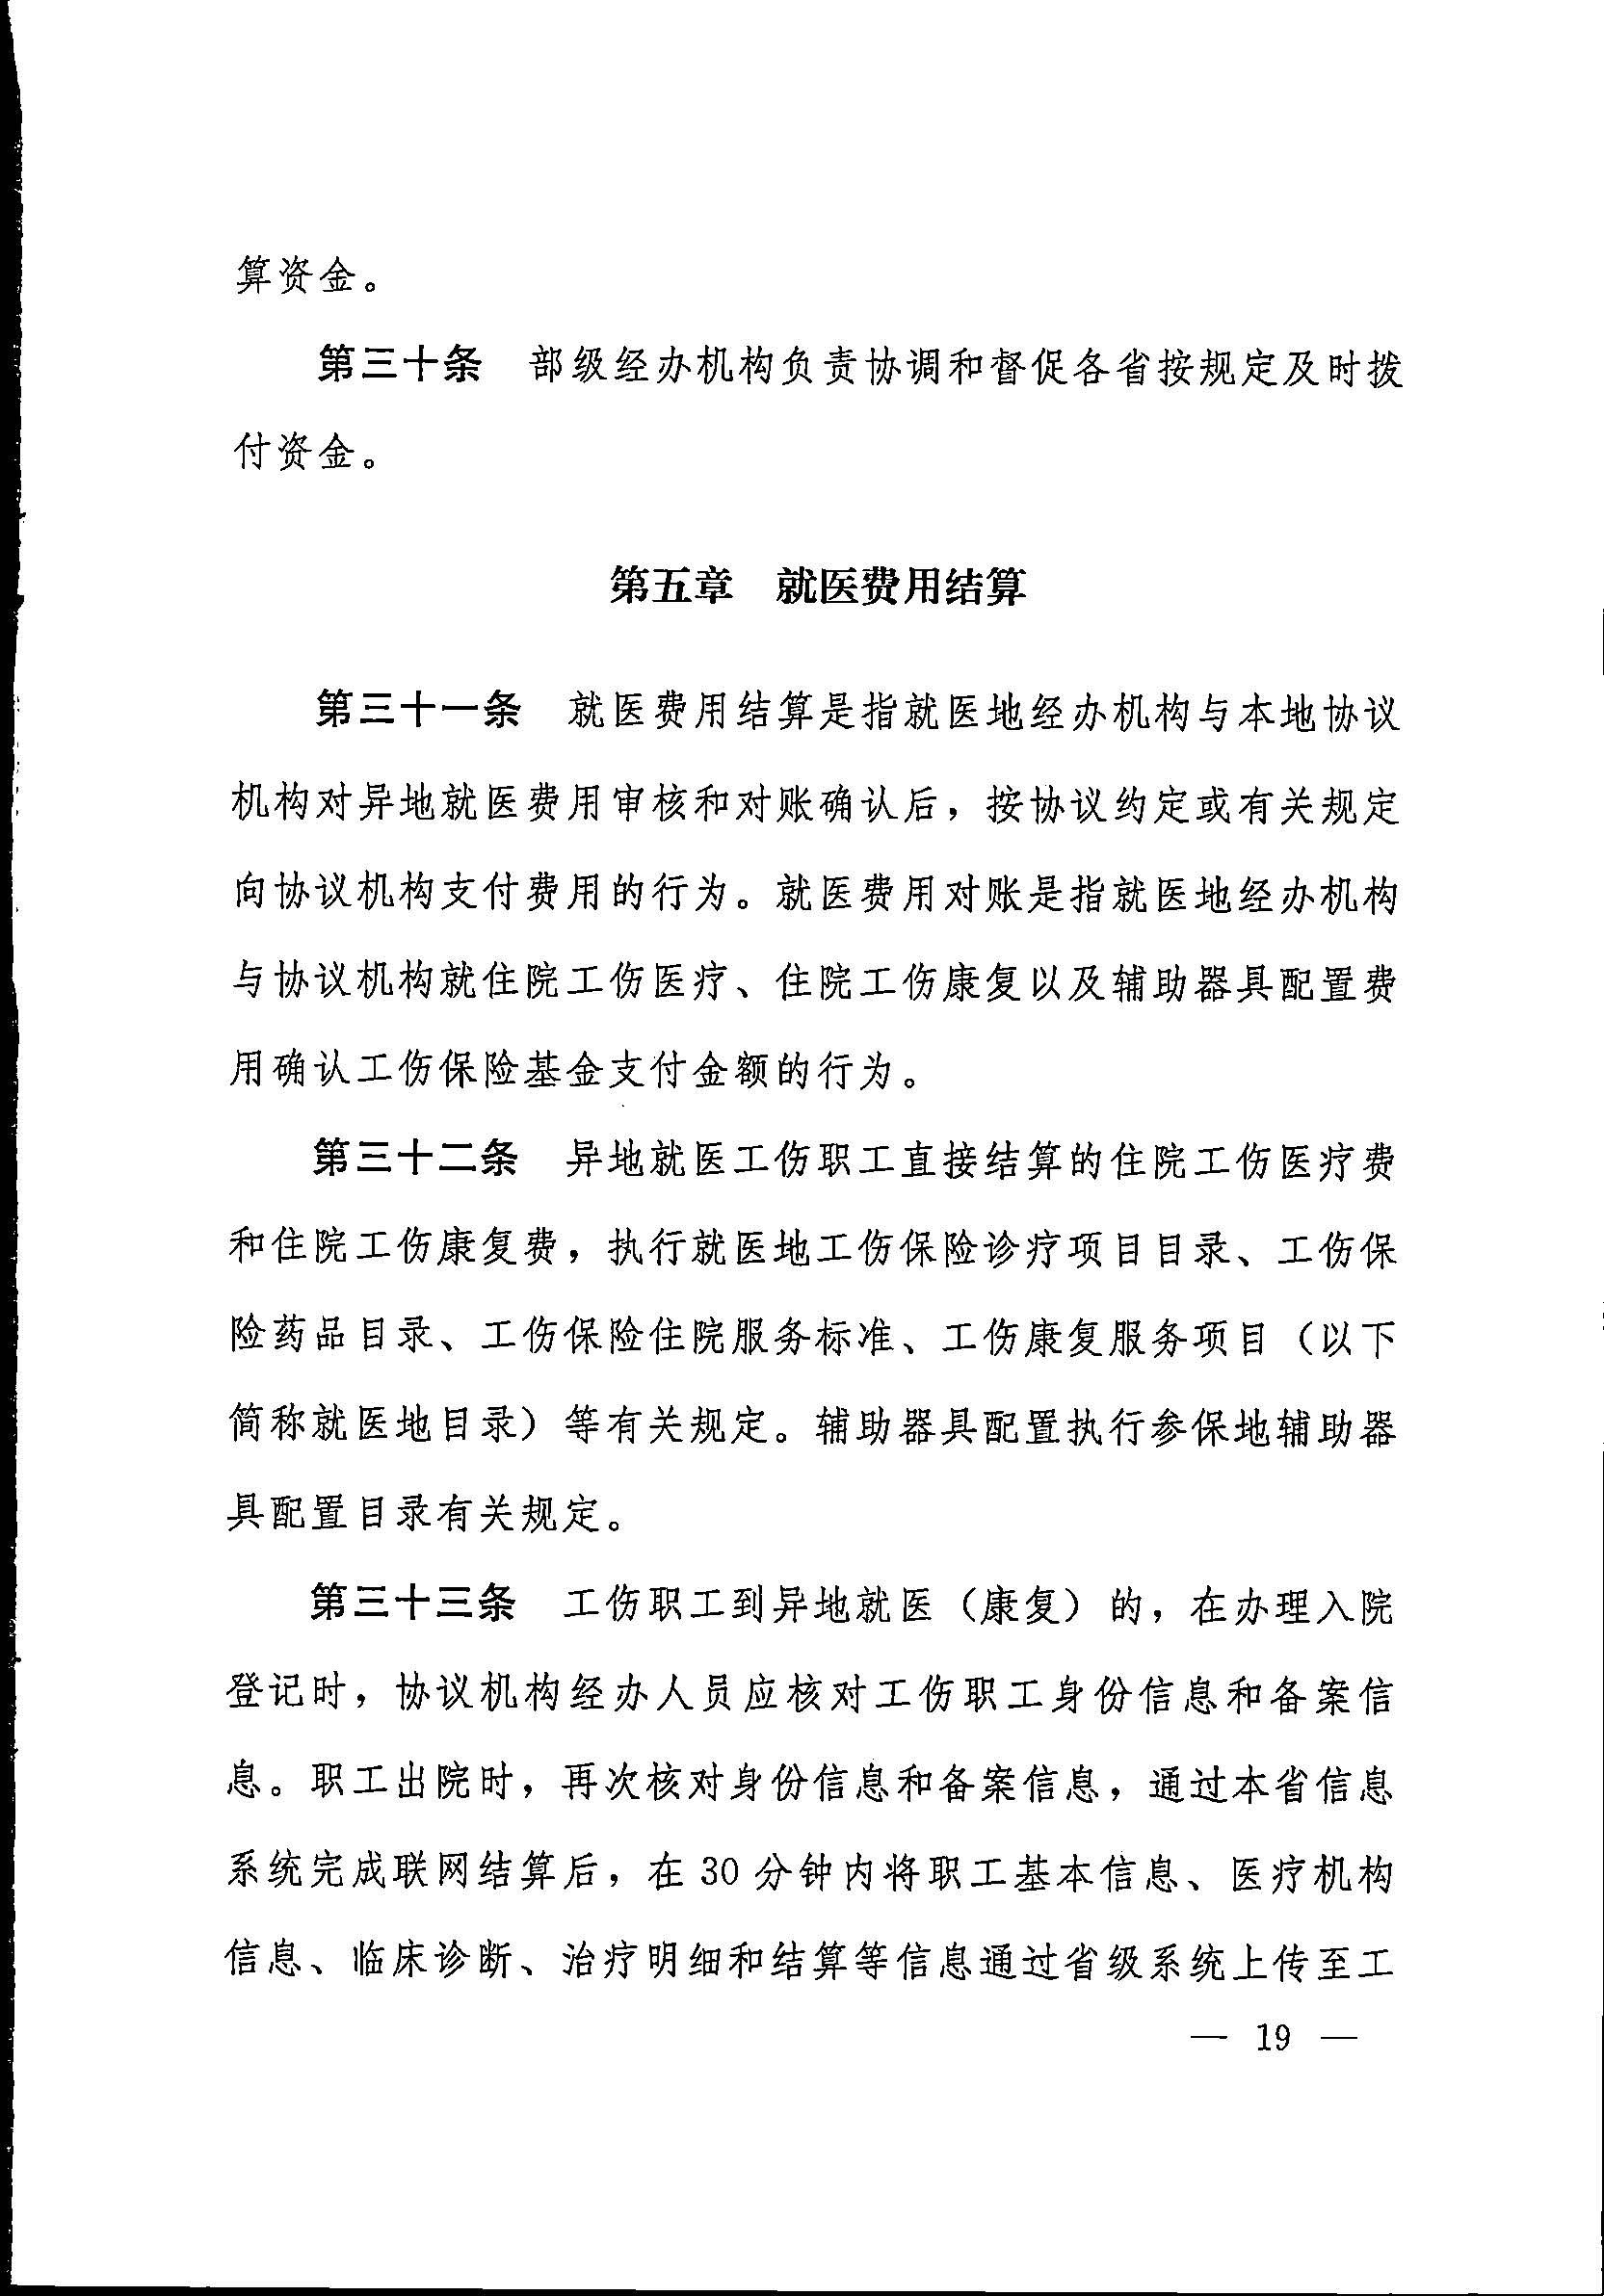 算资金。
第三十条　部级经办机构负责协调和督促各省按规定及时拨
付资金。
第五章　就医费用结算
第三十一条　就医费用结算是指就医地经办机构与本地协议
机构对异地就医费用审核和对账确认后，按协议约定或有关规定
向协议机构支付费用的行为。就医费用对账是指就医地经办机构
与协议机构就住院工伤医疗、住院工伤康复以及辅助器具配置费
用确认工伤保险基金支付金额的行为。
第三十二条　异地就医工伤职工直接结算的住院工伤医疗费
和住院工伤康复费，执行就医地工伤保险诊疗项目目录、工伤保
险药品目录、工伤保险住院服务标准、工伤康复服务项目（以下
简称就医地目录）等有关规定。辅助器具配置执行参保地辅助器
具配置目录有关规定。
第三十三条　工伤职工到异地就医（康复）的，在办理入院
登记时，协议机构经办人员应核对工伤职工身份信息和备案信
息。职工出院时，再次核对身份信息和备案信息，通过本省信息
系统完成联网结算后，在 30 分钟内将职工基本信息、医疗机构
信息、临床诊断、治疗明细和结算等信息通过省级系统上传至工
— 19 —